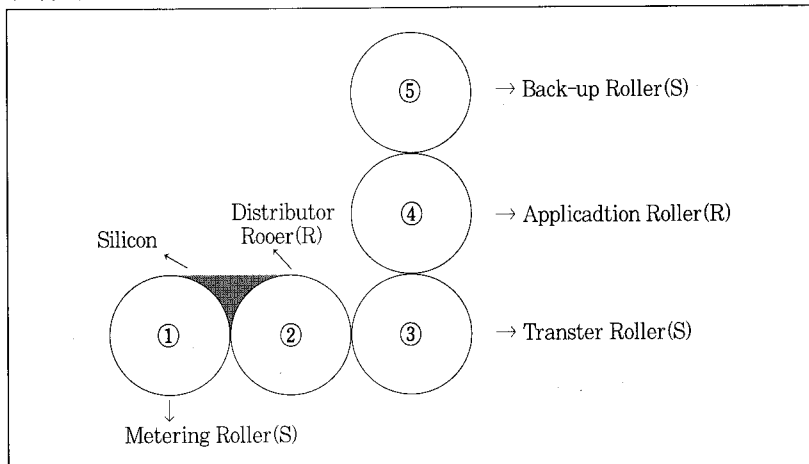 ⑤ → Back-up Roller(S)
④ → Applicadtion Roller(R)
Distributor
Rooer(R)
Silicon
① ② ③ → Transter Roller(S)
Metering Roller(S)